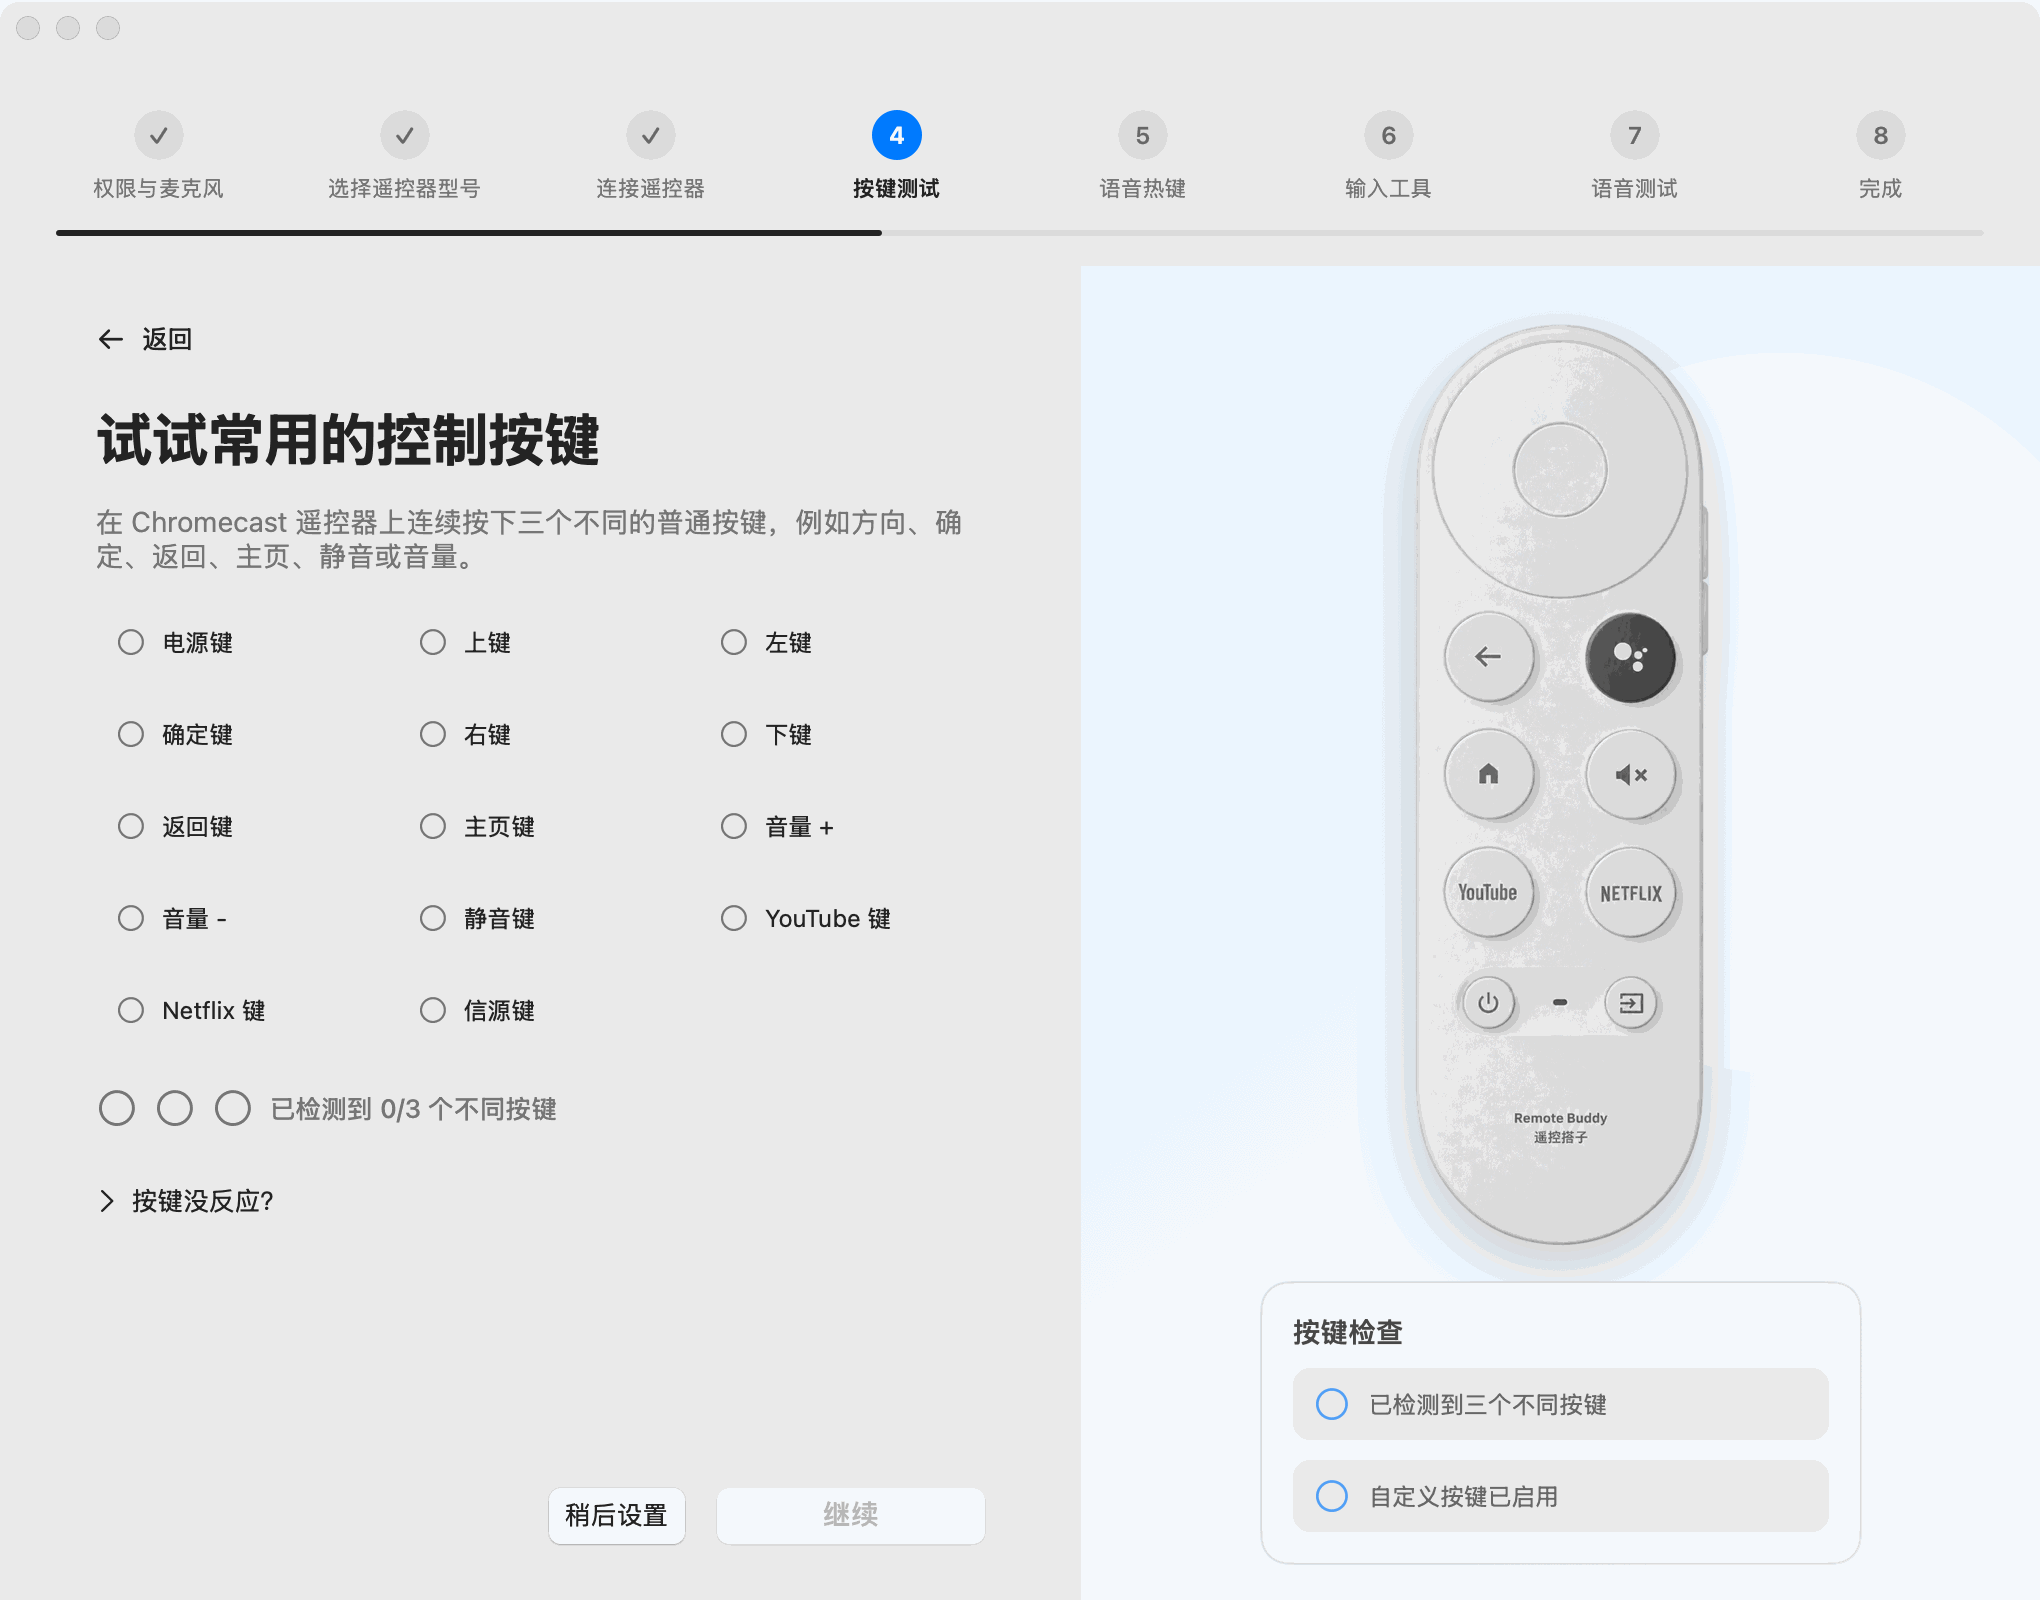 4
5
6
7
8
权限与麦克风
选择遥控器型号
连接遥控器
按键测试
语音热键
输入工具
语音测试
完成
返回
试试常用的控制按键
在 Chromecast 遥控器上连续按下三个不同的普通按键，例如方向、确
定、返回、主页、静音或音量。
电源键
上键
左键
确定键
右键
下键
返回键
主页键
音量 +
音量 -
静音键
YouTube 键
Netflix 键
信源键
已检测到 0/3 个不同按键
按键没反应?
稍后设置
继续
YouTube
NETFLIX
Remote Buddy
遥控搭子
按键检查
已检测到三个不同按键
自定义按键已启用